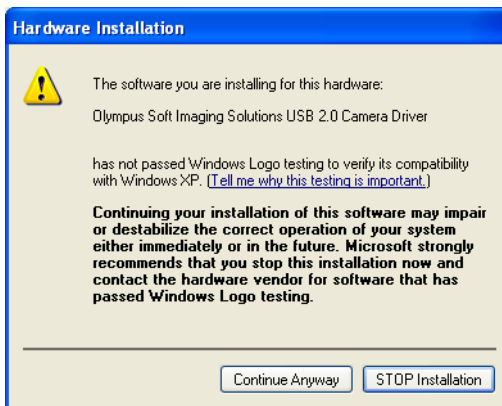 Hardware Installation
The software you are installing for this hardware:
Olympus Soft Imaging Solutions USB 2.0 Camera Driver
has not passed Windows Logo testing to verify its compatibility
with Windows XP. (Tell me why this testing is important.)
Continuing your installation of this software may impair
or destabilize the correct operation of your system
either immediately or in the future. Microsoft strongly
recommends that you stop this installation now and
contact the hardware vendor for software that has
passed Windows Logo testing.
Continue Anyway
STOP Installation